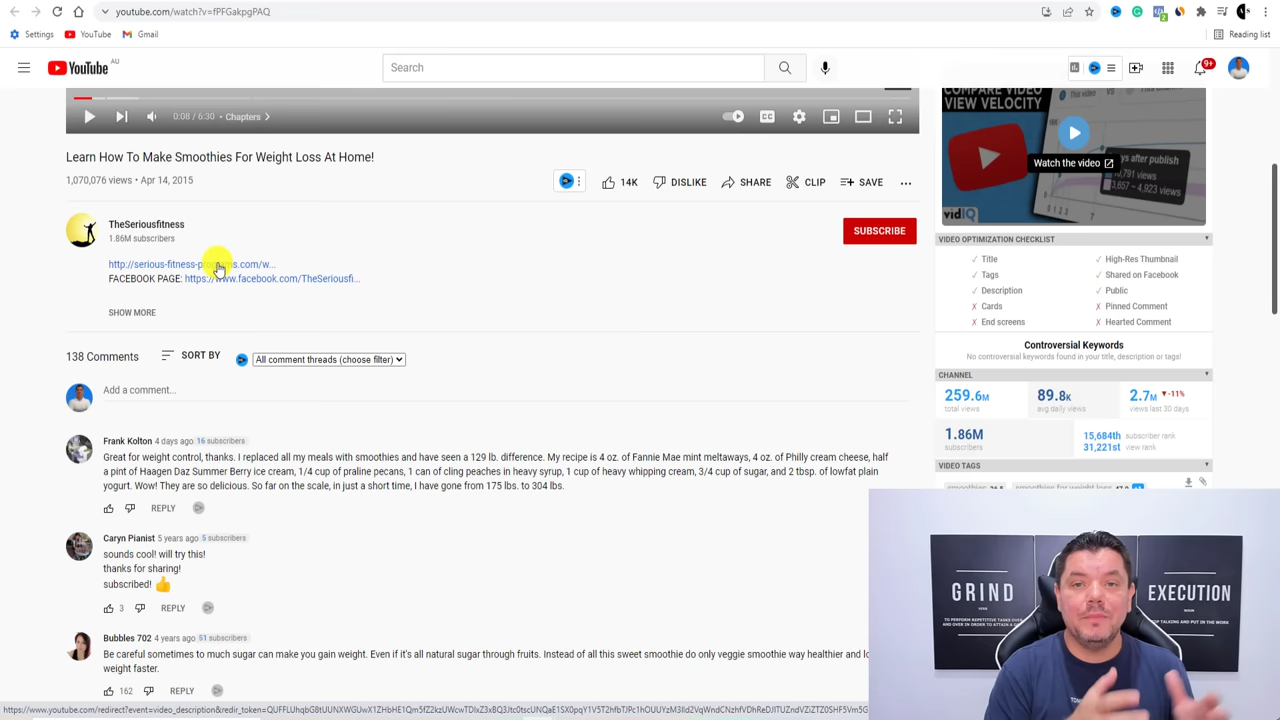 youtube.com/watch?v=fPFGakpgPAQ
Settings YouTube Gmail Reading list
YouTube AU Search 9+
0:08 / 6:30 • Chapters
COMPARE VIDEO
VIEW VELOCITY
Watch the video
after publish
vidIQ
Learn How To Make Smoothies For Weight Loss At Home!
1,070,076 views • Apr 14, 2015
14K DISLIKE SHARE CLIP SAVE
TheSeriousfitness
1.86M subscribers
SUBSCRIBE
FACEBOOK PAGE: https://www.facebook.com/TheSeriousfi...
SHOW MORE
138 Comments SORT BY All comment threads (choose filter)
Add a comment...
Frank Kolton 4 days ago 16 subscribers
Great for weight control, thanks. I replaced all my meals with smoothies and have seen a 129 lb. difference. My recipe is 4 oz. of Fannie Mae mint meltaways, 4 oz. of Philly cream cheese, half
a pint of Haagen Daz Summer Berry ice cream, 1/4 cup of praline pecans, 1 can of cling peaches in heavy syrup, 1 cup of heavy whipping cream, 3/4 cup of sugar, and 2 tbsp. of lowfat plain
yogurt. Wow! They are so delicious. So far on the scale, in just a short time, I have gone from 175 lbs. to 304 lbs.
REPLY
Caryn Pianist 5 years ago 5 subscribers
sounds cool! will try this!
thanks for sharing!
subscribed!
3 REPLY
Bubbles 702 4 years ago 51 subscribers
Be careful sometimes to much sugar can make you gain weight. Even if it's all natural sugar through fruits. Instead of all this sweet smoothie do only veggie smoothie way healthier and
weight faster.
162 REPLY
VIDEO OPTIMIZATION CHECKLIST
Title High-Res Thumbnail
Tags Shared on Facebook
Description Public
Cards Pinned Comment
End screens Hearted Comment
Controversial Keywords
No controversial keywords found in your title, description or tags!
CHANNEL
259.6M 89.8K 2.7M -11%
total views avg daily views views last 30 days
1.86M 15,684th subscriber rank
subscribers 31,221st view rank
VIDEO TAGS
GRIND
VERB
EXECUTION
NOUN